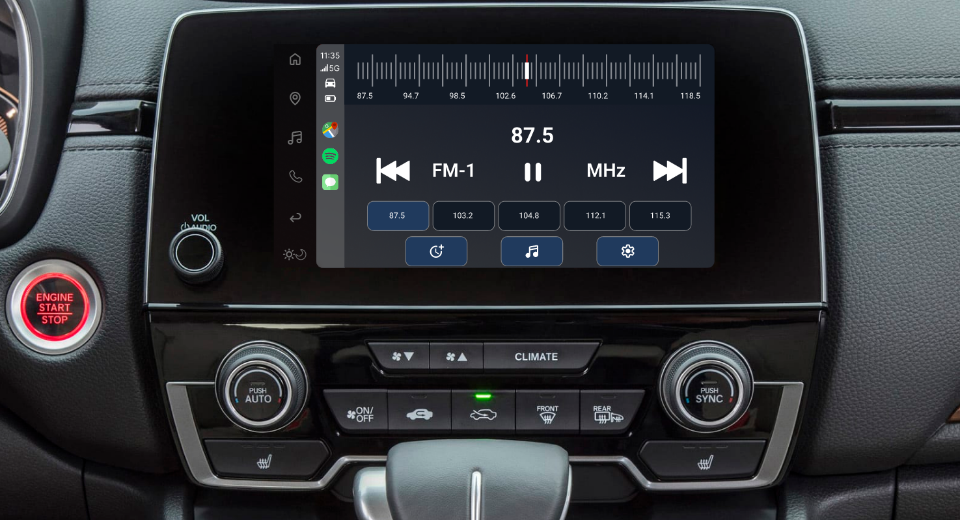 11:35
5G
87.5 94.7 98.5 102.6 106.7 110.2 114.1 118.5
87.5
FM-1 MHz
87.5 103.2 104.8 112.1 115.3
VOL
AUDIO
ENGINE
START
STOP
CLIMATE
PUSH
AUTO
PUSH
SYNC
ON/
OFF
FRONT
REAR